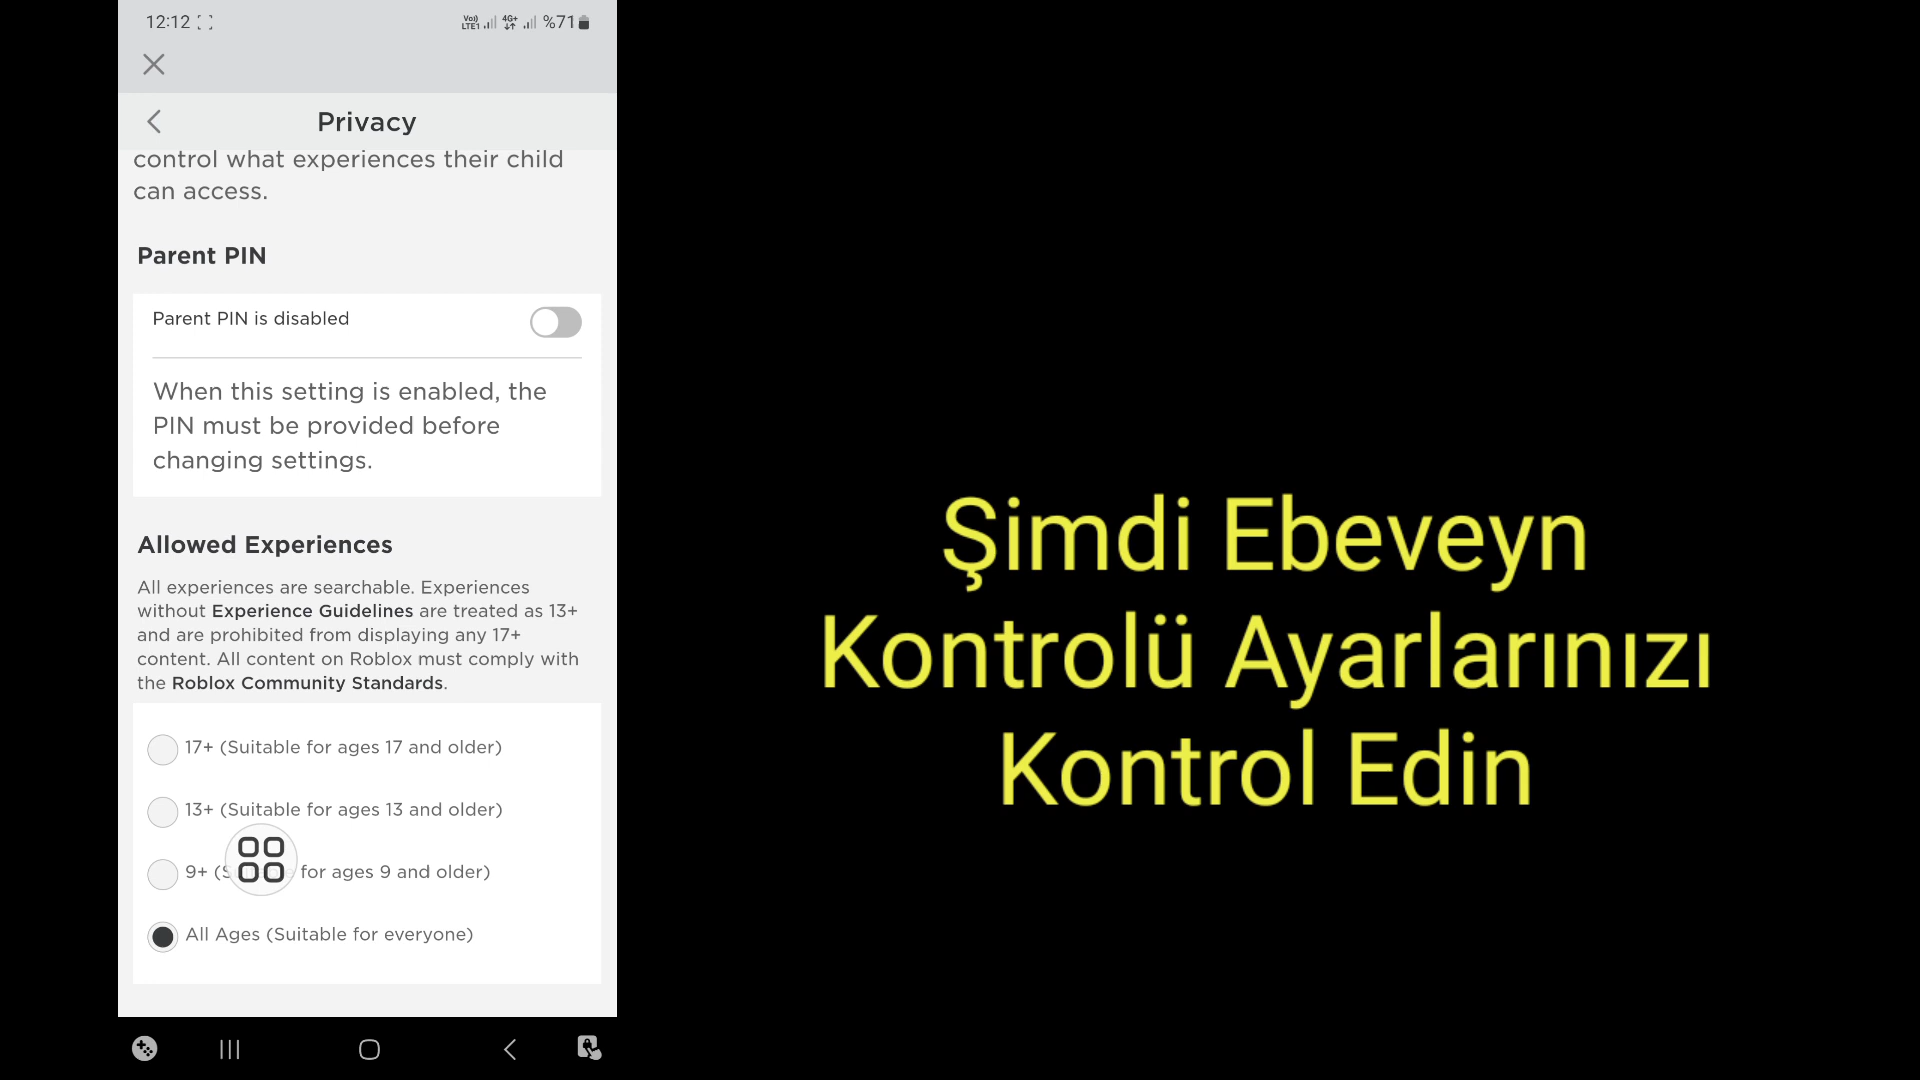 12:12
Vo))
LTE1
4G+
%71
Privacy
control what experiences their child
can access.
Parent PIN
Parent PIN is disabled
When this setting is enabled, the
PIN must be provided before
changing settings.
Allowed Experiences
All experiences are searchable. Experiences
without Experience Guidelines are treated as 13+
and are prohibited from displaying any 17+
content. All content on Roblox must comply with
the Roblox Community Standards.
17+ (Suitable for ages 17 and older)
13+ (Suitable for ages 13 and older)
9+ ( for ages 9 and older)
All Ages (Suitable for everyone)
Şimdi Ebeveyn
Kontrolü Ayarlarınızı
Kontrol Edin